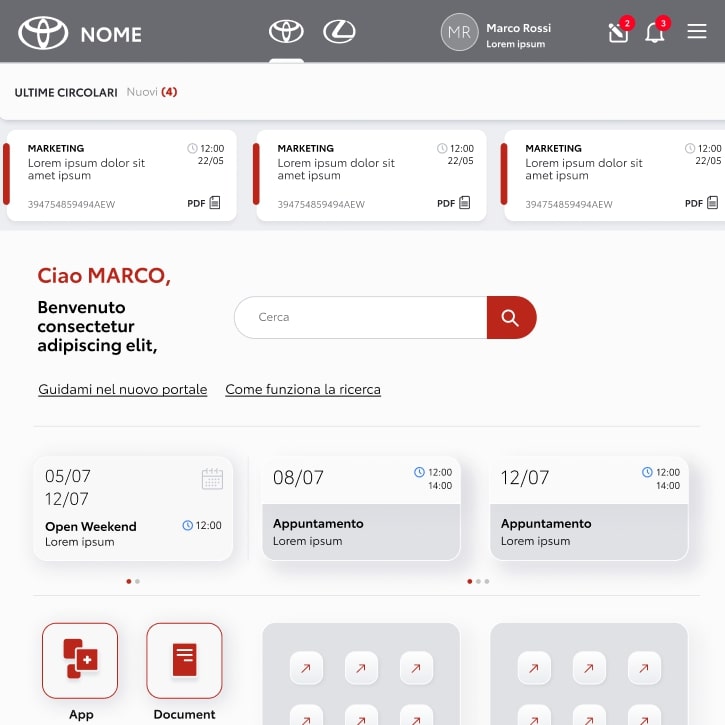 NOME
MR
Marco Rossi
Lorem ipsum
2
3
ULTIME CIRCOLARI Nuovi (4)
MARKETING
12:00
Lorem ipsum dolor sit
22/05
amet ipsum
394754859494AEW
PDF
MARKETING
12:00
Lorem ipsum dolor sit
22/05
amet ipsum
394754859494AEW
PDF
MARKETING
12:00
Lorem ipsum dolor sit
22/05
amet ipsum
394754859494AEW
PDF
Ciao MARCO,
Benvenuto
consectetur
adipiscing elit,
Cerca
Guidami nel nuovo portale
Come funziona la ricerca
05/07
12/07
Open Weekend
12:00
Lorem ipsum
08/07
12:00
14:00
Appuntamento
Lorem ipsum
12/07
12:00
14:00
Appuntamento
Lorem ipsum
App
Document